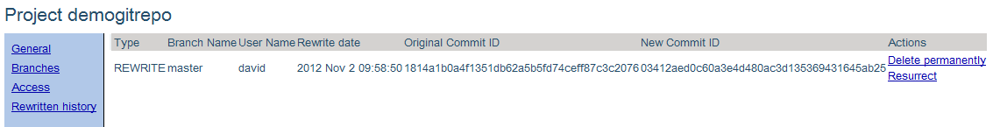 Project demogitrepo
General
Branches
Access
Rewritten history
Type Branch Name User Name Rewrite date Original Commit ID New Commit ID Actions
REWRITE master david 2012 Nov 2 09:58:50 1814a1b0a4f1351db62a5b5fd74ceff87c3c2076 03412aed0c60a3e4d480ac3d135369431645ab25 Delete permanently
Resurrect